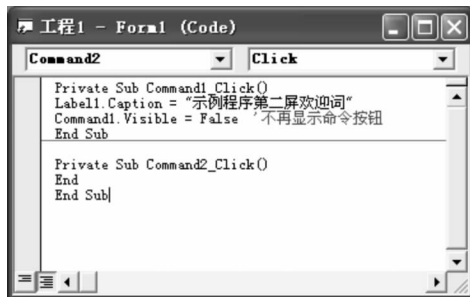 工程1 - Form1 (Code)
Command2 Click
Private Sub Command1_Click()
Label1.Caption = "示例程序第二屏欢迎词"
Command1.Visible = False '不再显示命令按钮
End Sub
Private Sub Command2_Click()
End
End Sub